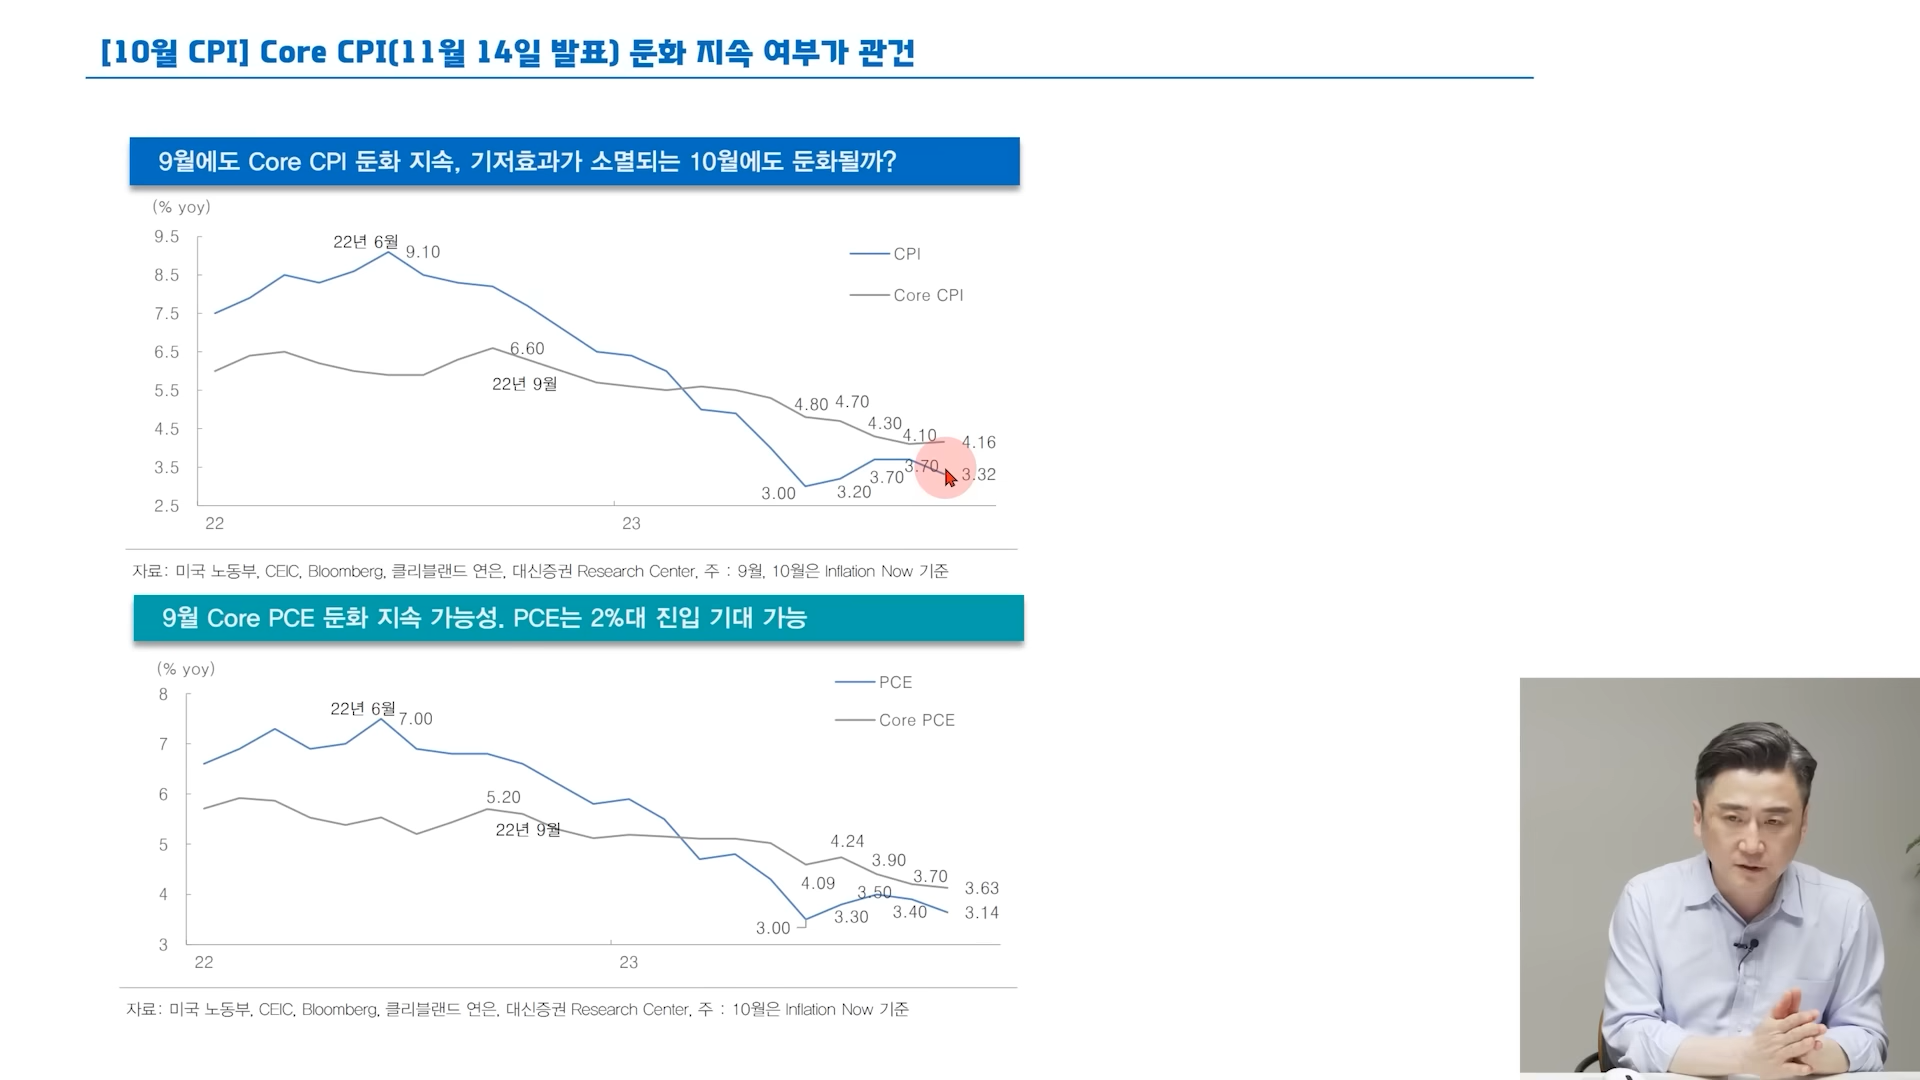 [10월 CPI] Core CPI(11월 14일 발표) 둔화 지속 여부가 관건
9월에도 Core CPI 둔화 지속, 기저효과가 소멸되는 10월에도 둔화될까?
(% yoy)
9.5
8.5
7.5
6.5
5.5
4.5
3.5
2.5
22년 6월
9.10
CPI
Core CPI
6.60
22년 9월
4.80
4.70
4.30
4.10
4.16
3.00
3.20
3.70
3.70
3.32
22
23
자료: 미국 노동부, CEIC, Bloomberg, 클리블랜드 연은, 대신증권 Research Center, 주 : 9월, 10월은 Inflation Now 기준
9월 Core PCE 둔화 지속 가능성. PCE는 2%대 진입 기대 가능
(% yoy)
8
7
6
5
4
3
22년 6월
7.00
PCE
Core PCE
5.20
22년 9월
4.09
4.24
3.90
3.70
3.63
3.00
3.30
3.50
3.40
3.14
22
23
자료: 미국 노동부, CEIC, Bloomberg, 클리블랜드 연은, 대신증권 Research Center, 주 : 10월은 Inflation Now 기준